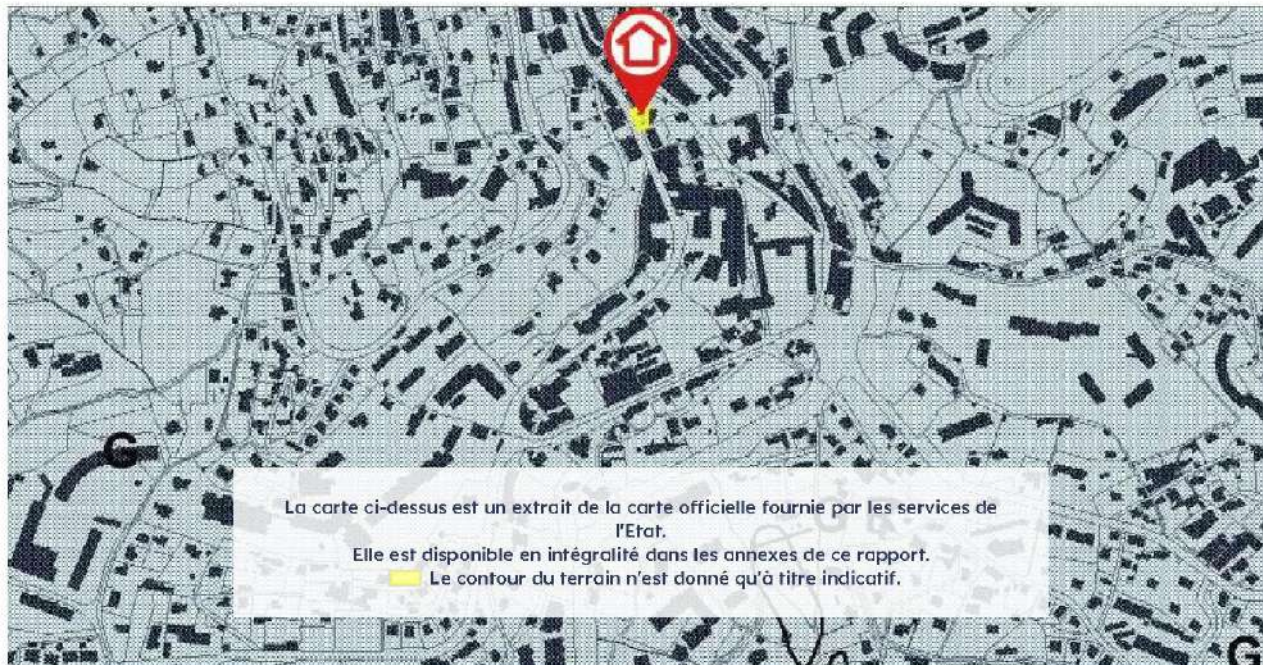 G
La carte ci-dessus est un extrait de la carte officielle fournie par les services de
l'Etat.
Elle est disponible en intégralité dans les annexes de ce rapport.
Le contour du terrain n'est donné qu'à titre indicatif.
G